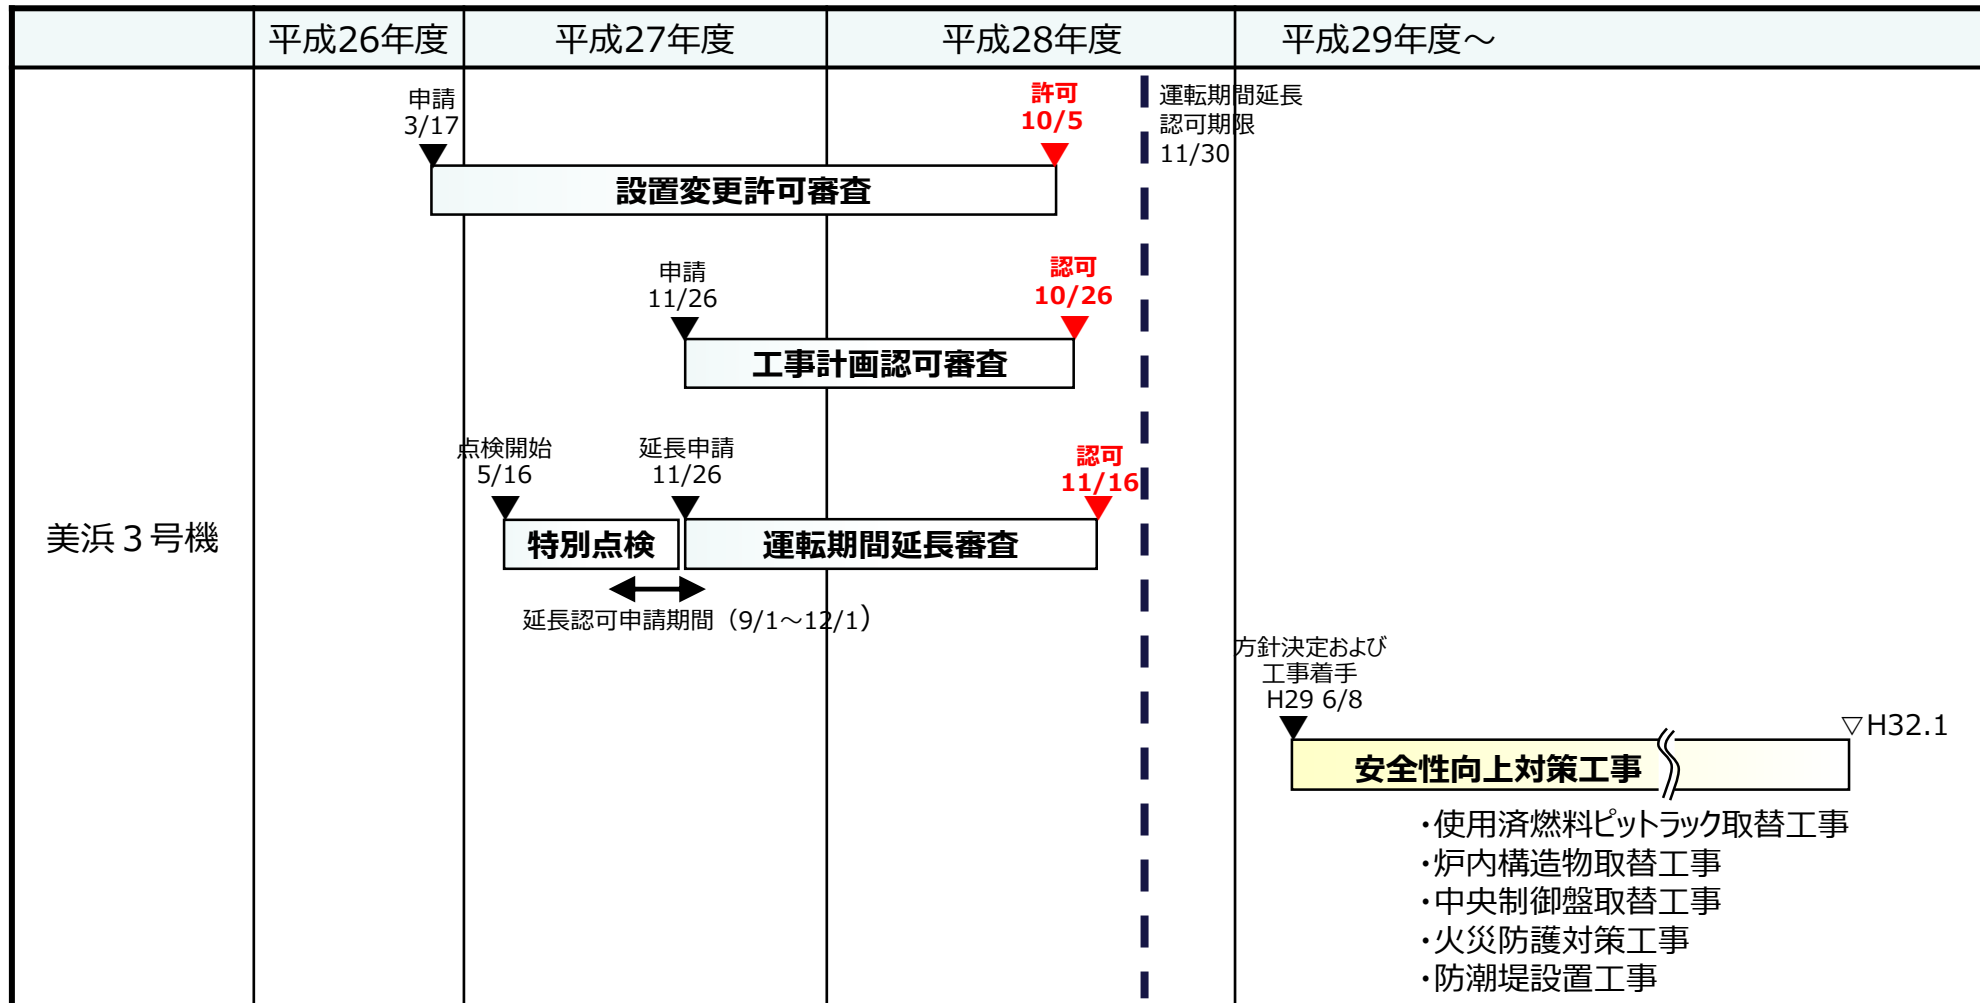 平成26年度
平成27年度
平成28年度
平成29年度～
申請
3/17
許可
10/5
運転期間延長
認可期限
11/30
設置変更許可審査
申請
11/26
認可
10/26
工事計画認可審査
点検開始
5/16
延長申請
11/26
認可
11/16
美浜３号機
特別点検
運転期間延長審査
延長認可申請期間（9/1～12/1）
方針決定および
工事着手
H29 6/8
▽H32.1
安全性向上対策工事
・使用済燃料ピットラック取替工事
・炉内構造物取替工事
・中央制御盤取替工事
・火災防護対策工事
・防潮堤設置工事